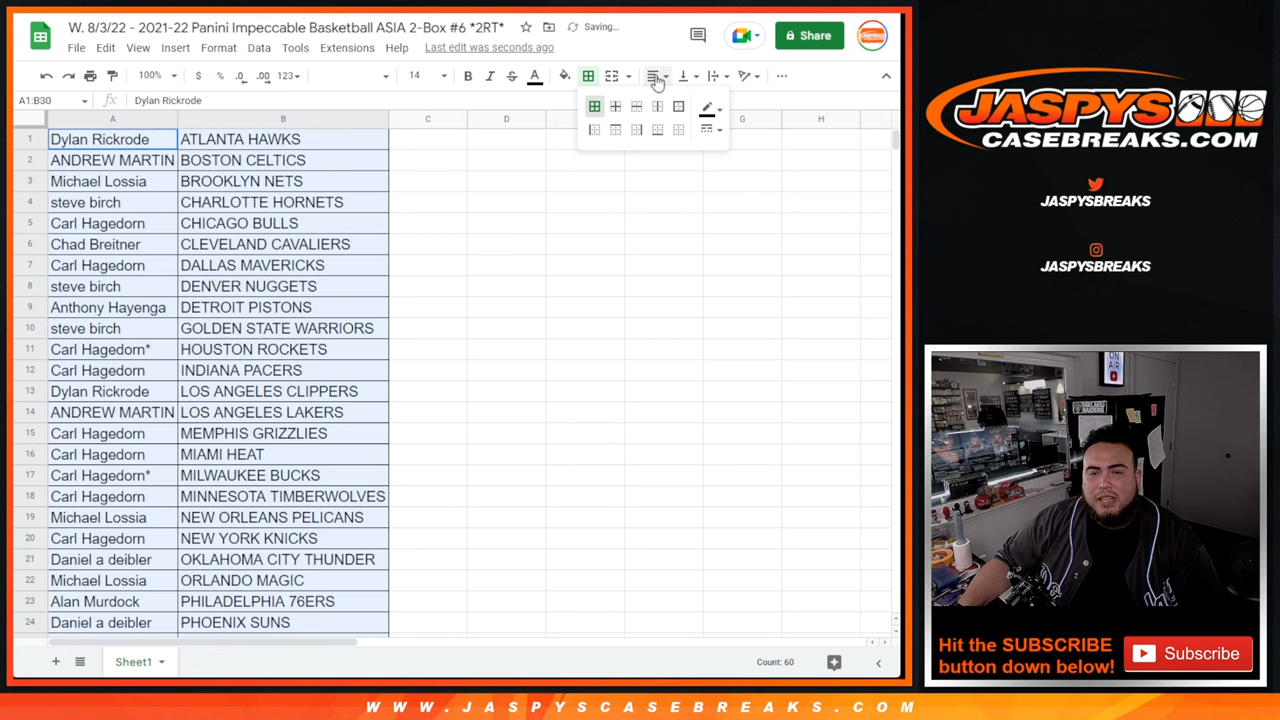 W. 8/3/22 - 2021-22 Panini Impeccable Basketball ASIA 2-Box #6 *2RT*
Saving...
File Edit View Insert Format Data Tools Extensions Help Last edit was seconds ago
Share
100% $ % .0 .00 123 14 B I S A
A1:B30 fx Dylan Rickrode
A B C D G H
1 Dylan Rickrode ATLANTA HAWKS
2 ANDREW MARTIN BOSTON CELTICS
3 Michael Lossia BROOKLYN NETS
4 steve birch CHARLOTTE HORNETS
5 Carl Hagedorn CHICAGO BULLS
6 Chad Breitner CLEVELAND CAVALIERS
7 Carl Hagedorn DALLAS MAVERICKS
8 steve birch DENVER NUGGETS
9 Anthony Hayenga DETROIT PISTONS
10 steve birch GOLDEN STATE WARRIORS
11 Carl Hagedorn* HOUSTON ROCKETS
12 Carl Hagedorn INDIANA PACERS
13 Dylan Rickrode LOS ANGELES CLIPPERS
14 ANDREW MARTIN LOS ANGELES LAKERS
15 Carl Hagedorn MEMPHIS GRIZZLIES
16 Carl Hagedorn MIAMI HEAT
17 Carl Hagedorn* MILWAUKEE BUCKS
18 Carl Hagedorn MINNESOTA TIMBERWOLVES
19 Michael Lossia NEW ORLEANS PELICANS
20 Carl Hagedorn NEW YORK KNICKS
21 Daniel a deibler OKLAHOMA CITY THUNDER
22 Michael Lossia ORLANDO MAGIC
23 Alan Murdock PHILADELPHIA 76ERS
24 Daniel a deibler PHOENIX SUNS
Sheet1
Count: 60
JASPYS
CASEBREAKS.COM
JASPYSBREAKS
JASPYSBREAKS
ON
AIR
Hit the SUBSCRIBE
button down below!
Subscribe
WWW.JASPYSCASEBREAKS.COM